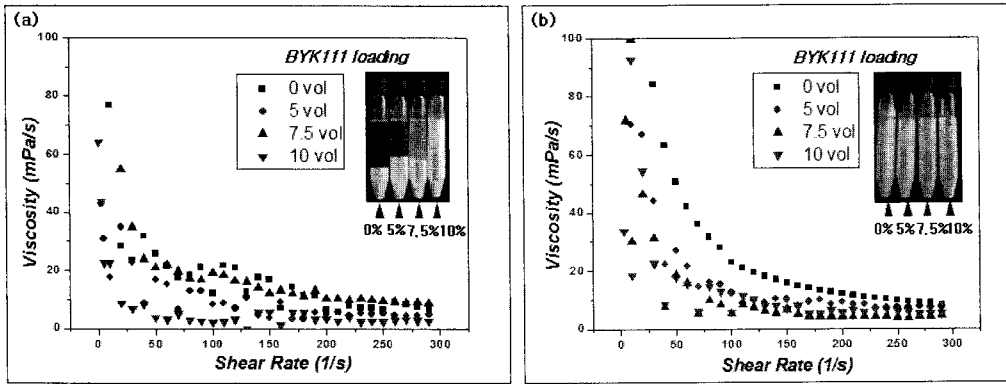 (a)
BYK111 loading
0 vol
5 vol
7.5 vol
10 vol
0% 5% 7.5% 10%
100
80
60
40
20
0
Viscosity (mPa/s)
0 50 100 150 200 250 300
Shear Rate (1/s)
(b)
BYK111 loading
0 vol
5 vol
7.5 vol
10 vol
0% 5% 7.5% 10%
100
80
60
40
20
0
Viscosity (mPa/s)
0 50 100 150 200 250 300
Shear Rate (1/s)